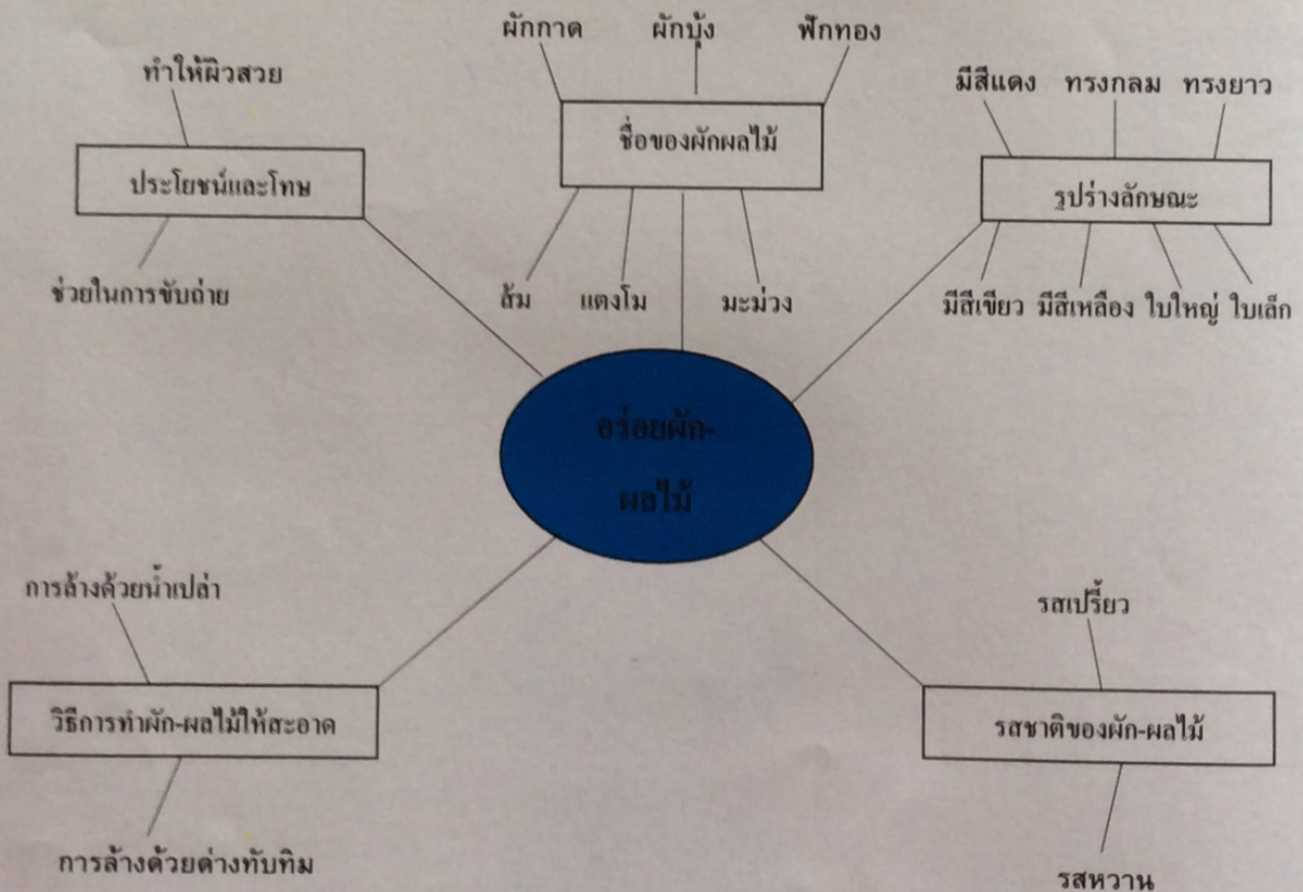 ผักกาด ผักบุ้ง ฟักทอง
ทำให้ผิวสวย
มีสีแดง ทรงกลม ทรงยาว
ชื่อของผักผลไม้
ประโยชน์และโทษ
รูปร่างลักษณะ
ช่วยในการขับถ่าย
ส้ม แตงโม มะม่วง
มีสีเขียว มีสีเหลือง ใบใหญ่ ใบเล็ก
อร่อยผัก-
ผลไม้
การล้างด้วยน้ำเปล่า
รสเปรี้ยว
วิธีการทำผัก-ผลไม้ให้สะอาด
รสชาติของผัก-ผลไม้
การล้างด้วยด่างทับทิม
รสหวาน